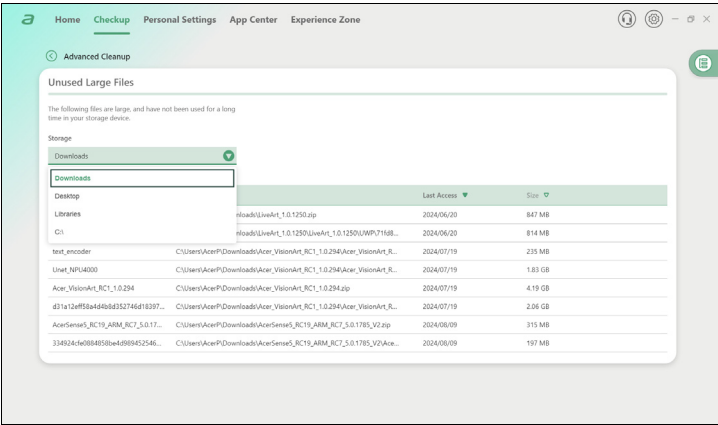 a Home Checkup Personal Settings App Center Experience Zone
Advanced Cleanup
Unused Large Files
The following files are large, and have not been used for a long
time in your storage device.
Storage
Downloads
Downloads
Desktop
Libraries
C:\
Last Access Size
nloads\LiveArt_1.0.1250.zip 2024/06/20 847 MB
nloads\LiveArt_1.0.1250\LiveArt_1.0.1250\UWP\71fd8... 2024/06/20 814 MB
text_encoder C:\Users\AcerP\Downloads\Acer_VisionArt_RC1_1.0.294\Acer_VisionArt_R... 2024/07/19 235 MB
Unet_NPU4000 C:\Users\AcerP\Downloads\Acer_VisionArt_RC1_1.0.294\Acer_VisionArt_R... 2024/07/19 1.83 GB
Acer_VisionArt_RC1_1.0.294 C:\Users\AcerP\Downloads\Acer_VisionArt_RC1_1.0.294.zip 2024/07/19 4.19 GB
d31a12eff58a4d4b8d352746d18397... C:\Users\AcerP\Downloads\Acer_VisionArt_RC1_1.0.294\Acer_VisionArt_R... 2024/07/19 2.06 GB
AcerSense5_RC19_ARM_RC7_5.0.17... C:\Users\AcerP\Downloads\AcerSense5_RC19_ARM_RC7_5.0.1785_V2.zip 2024/08/09 315 MB
334924cfe0884858be4d989452546... C:\Users\AcerP\Downloads\AcerSense5_RC19_ARM_RC7_5.0.1785_V2\Ace... 2024/08/09 197 MB